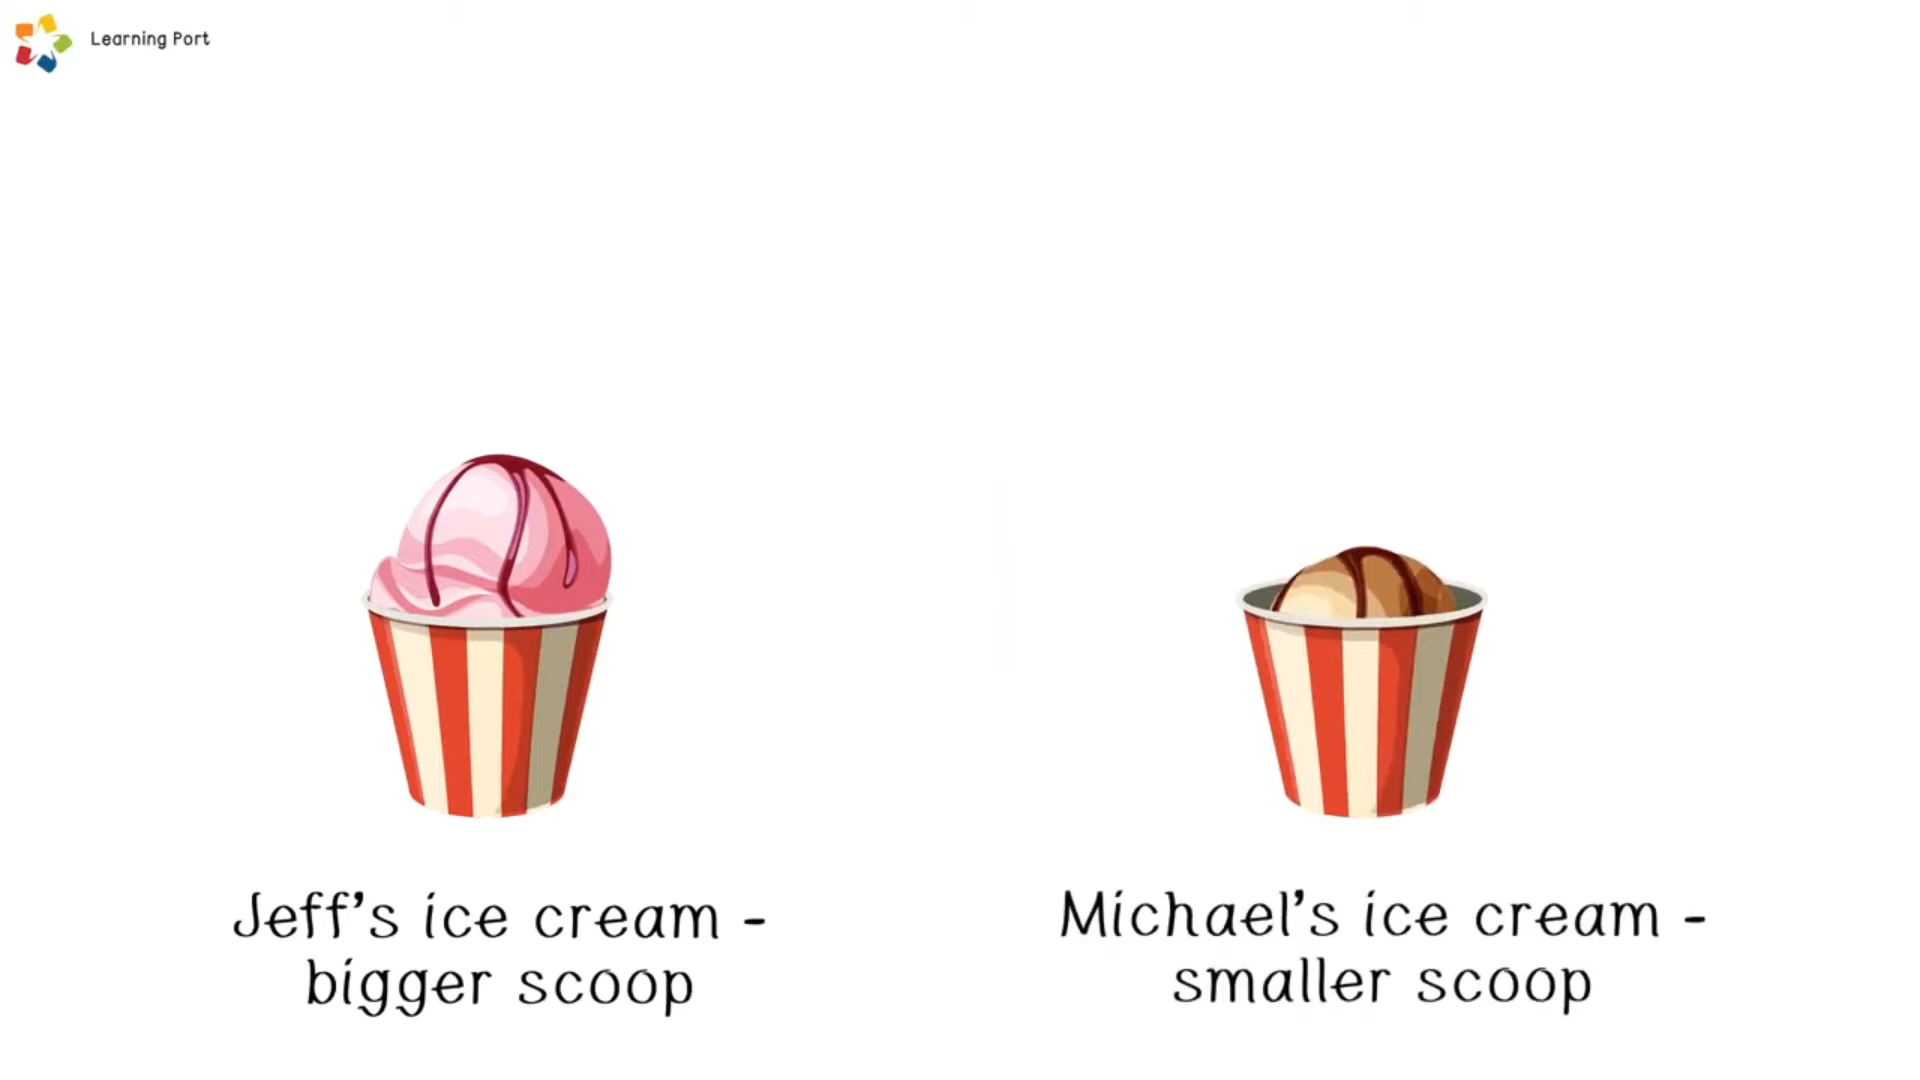 Learning Port
Jeff's ice cream -
bigger scoop
Michael's ice cream -
smaller scoop